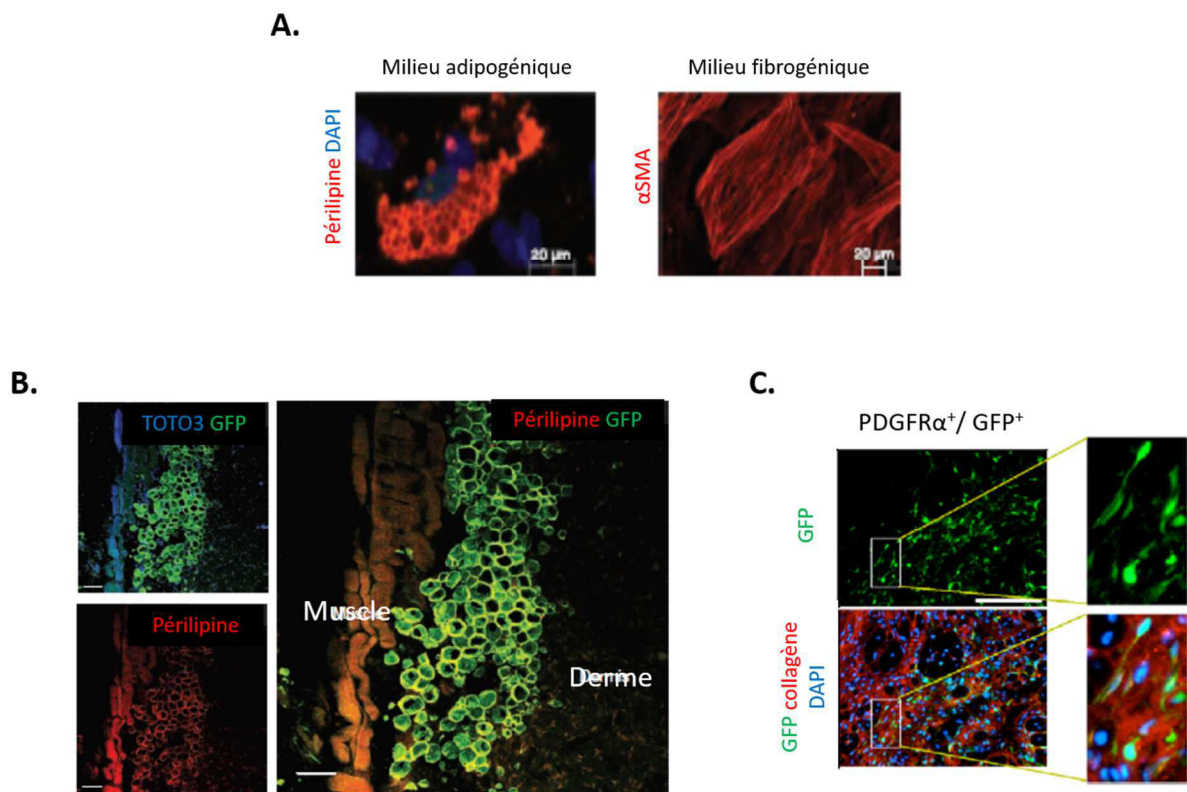 A.
Milieu adipogénique
Milieu fibrogénique
Périlipine DAPI
20 µm
αSMA
20 µm
B.
TOTO3 GFP
Périlipine
Périlipine GFP
Muscle
Derme
C.
PDGFRα⁺/ GFP⁺
GFP
GFP collagène
DAPI